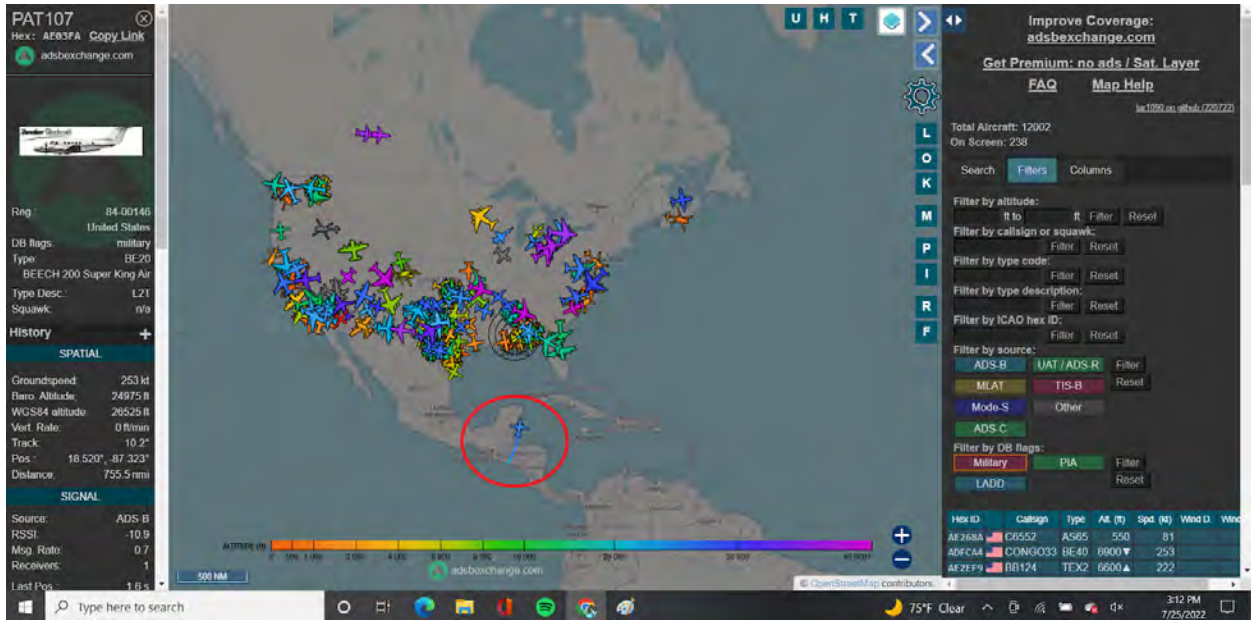 PAT107
Hex: AE03FA Copy Link
adsbexchange.com
Reg.: 84-00146
United States
DB flags: military
Type: BE20
BEECH 200 Super King Air
Type Desc.: L2T
Squawk: n/a
History +
SPATIAL
Groundspeed: 253 kt
Baro. Altitude: 24975 ft
WGS84 altitude: 26525 ft
Vert. Rate: 0 ft/min
Track: 10.2°
Pos.: 18.520°, -87.323°
Distance: 755.5 nmi
SIGNAL
Source: ADS-B
RSSI: -10.9
Msg. Rate: 0.7
Receivers: 1
Last Pos.: 1.6 s
U H T
L
O
K
M
P
I
R
F
500 NM
adsbexchange.com
© OpenStreetMap contributors.
Improve Coverage:
adsbexchange.com
Get Premium: no ads / Sat. Layer
FAQ Map Help
tar1090 on github (220722)
Total Aircraft: 12002
On Screen: 238
Search Filters Columns
Filter by altitude:
ft to ft Filter Reset
Filter by callsign or squawk:
Filter Reset
Filter by type code:
Filter Reset
Filter by type description:
Filter Reset
Filter by ICAO hex ID:
Filter Reset
Filter by source:
ADS-B UAT / ADS-R Filter
MLAT TIS-B Reset
Mode-S Other
ADS-C
Filter by DB flags:
Military PIA Filter
LADD Reset
Hex ID Callsign Type Alt. (ft) Spd. (kt) Wind D. Wind
AE268A C6552 AS65 550 81
ADFCA4 CONGO33 BE40 6900▼ 253
AE2EF9 BB124 TEX2 6600▲ 222
Type here to search
75°F Clear
3:12 PM
7/25/2022